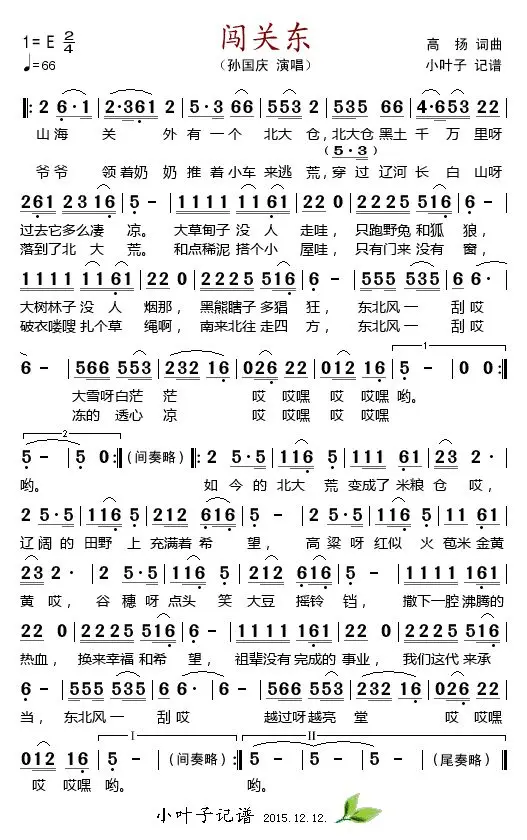 闯关东
1= E 2/4
♩=66
(孙国庆 演唱)
高 扬 词曲
小叶子 记谱
‖: 2 6·1 | 2·361 2 | 5·3 66 | 553 2 | 535 66 | 4·653 22 |
山海 关 外有一个 北大 仓,北大仓黑土千 万 里呀
(5·3)
爷爷 领着奶 奶推着小车来逃 荒,穿 过 辽河长 白 山呀
261 23 16 | 5 - | 1111 11 61 | 22 0 | 2225 516 | 6 - |
过去它多么凄 凉。 大草甸子没 人 走哇, 只跑野兔和狐 狼,
落到了北 大 荒。 和点稀泥搭个小 屋哇, 只有门来没有 窗,
1111 11 61 | 22 0 | 2225 516 | 6 - | 555 535 | 6 6· |
大树林子没 人 烟那, 黑熊瞎子多猖 狂, 东北风一 刮哎
破衣喽嗖扎个草 绳啊, 南来北往走四 方, 东北风一 刮哎
6 - | 566 553 | 232 16 | 026 22 | 012 16 | 5 - | 0 0 :‖
1
大雪呀白茫 茫 哎 哎嘿 哎 哎嘿 哟。
冻的 透心 凉 哎 哎嘿 哎 哎嘿
2
5 - | 5 0 :‖ (间奏略) ‖: 2 5·5 | 116 5 | 111 61 | 23 2· |
哟。 如 今的北大 荒 变成了 米粮 仓 哎,
2 5·5 | 116 5 | 212 616 | 5 - | 2 5·5 | 116 5 | 11 61 |
辽 阔的田野 上 充满着希 望, 高 粱呀红似 火 苞米金黄
23 2· | 2 5·5 | 116 5 | 212 116 | 5 - | 1111 161 |
黄 哎, 谷 穗呀点头 笑 大豆 摇铃 铛, 撒下一腔沸腾的
22 0 | 2225 516 | 6 - | 1111 161 | 22 0 | 2225 516 |
热血, 换来幸福和希 望, 祖辈没有完成的 事业, 我们这代来承
6 - | 555 535 | 6 6· | 6 - | 566 553 | 232 16 | 026 22 |
当, 东北风一 刮哎 越过呀越亮 堂 哎 哎嘿
I II
012 16 | 5 - | (间奏略) :‖ 5 - | 5 - | 5 - | (尾奏略) ‖
哎 哎嘿 哟。 哟。
小叶子记谱 2015.12.12.